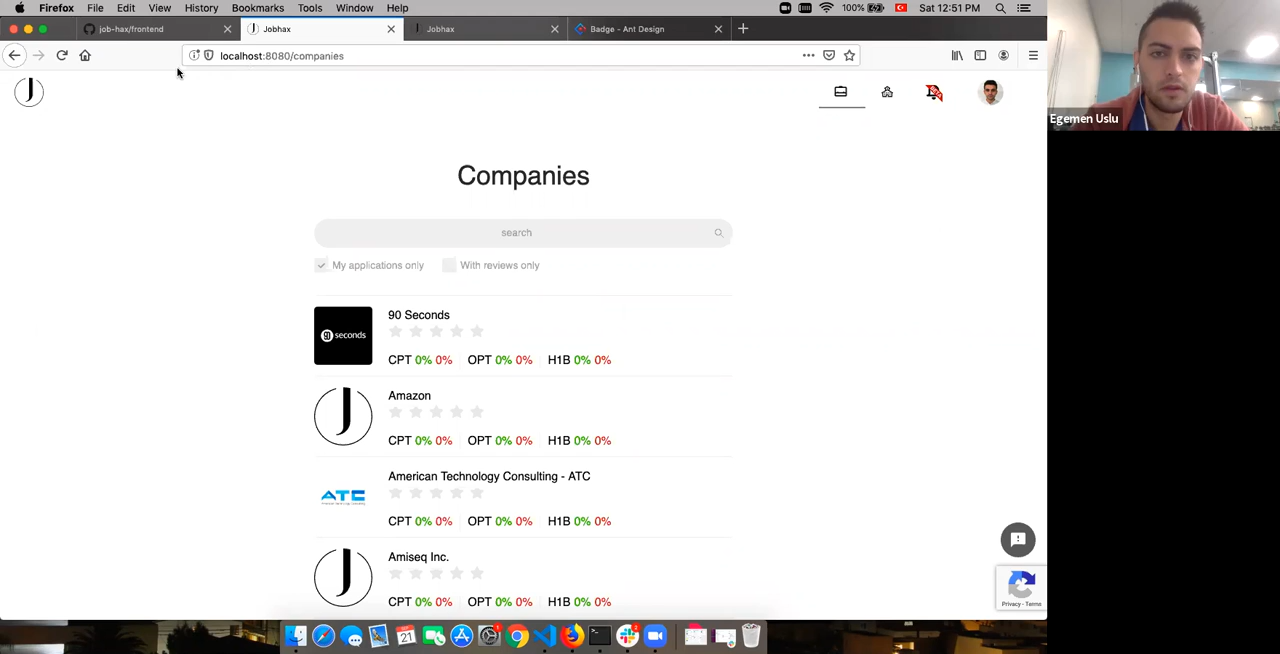 Firefox File Edit View History Bookmarks Tools Window Help 100% Sat 12:51 PM
job-hax/frontend Jobhax Jobhax Badge - Ant Design
localhost:8080/companies
Egemen Uslu
Companies
search
My applications only With reviews only
90 Seconds
seconds
CPT 0% 0% OPT 0% 0% H1B 0% 0%
Amazon
CPT 0% 0% OPT 0% 0% H1B 0% 0%
American Technology Consulting - ATC
ATC
CPT 0% 0% OPT 0% 0% H1B 0% 0%
Amiseq Inc.
CPT 0% 0% OPT 0% 0% H1B 0% 0%
Privacy - Terms
21